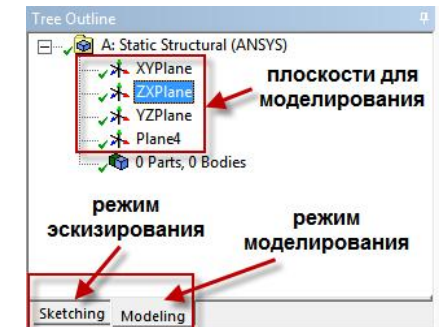 Tree Outline
A: Static Structural (ANSYS)
XYPlane
ZXPlane
YZPlane
Plane4
0 Parts, 0 Bodies
плоскости для
моделирования
режим
эскизирования
режим
моделирования
Sketching
Modeling